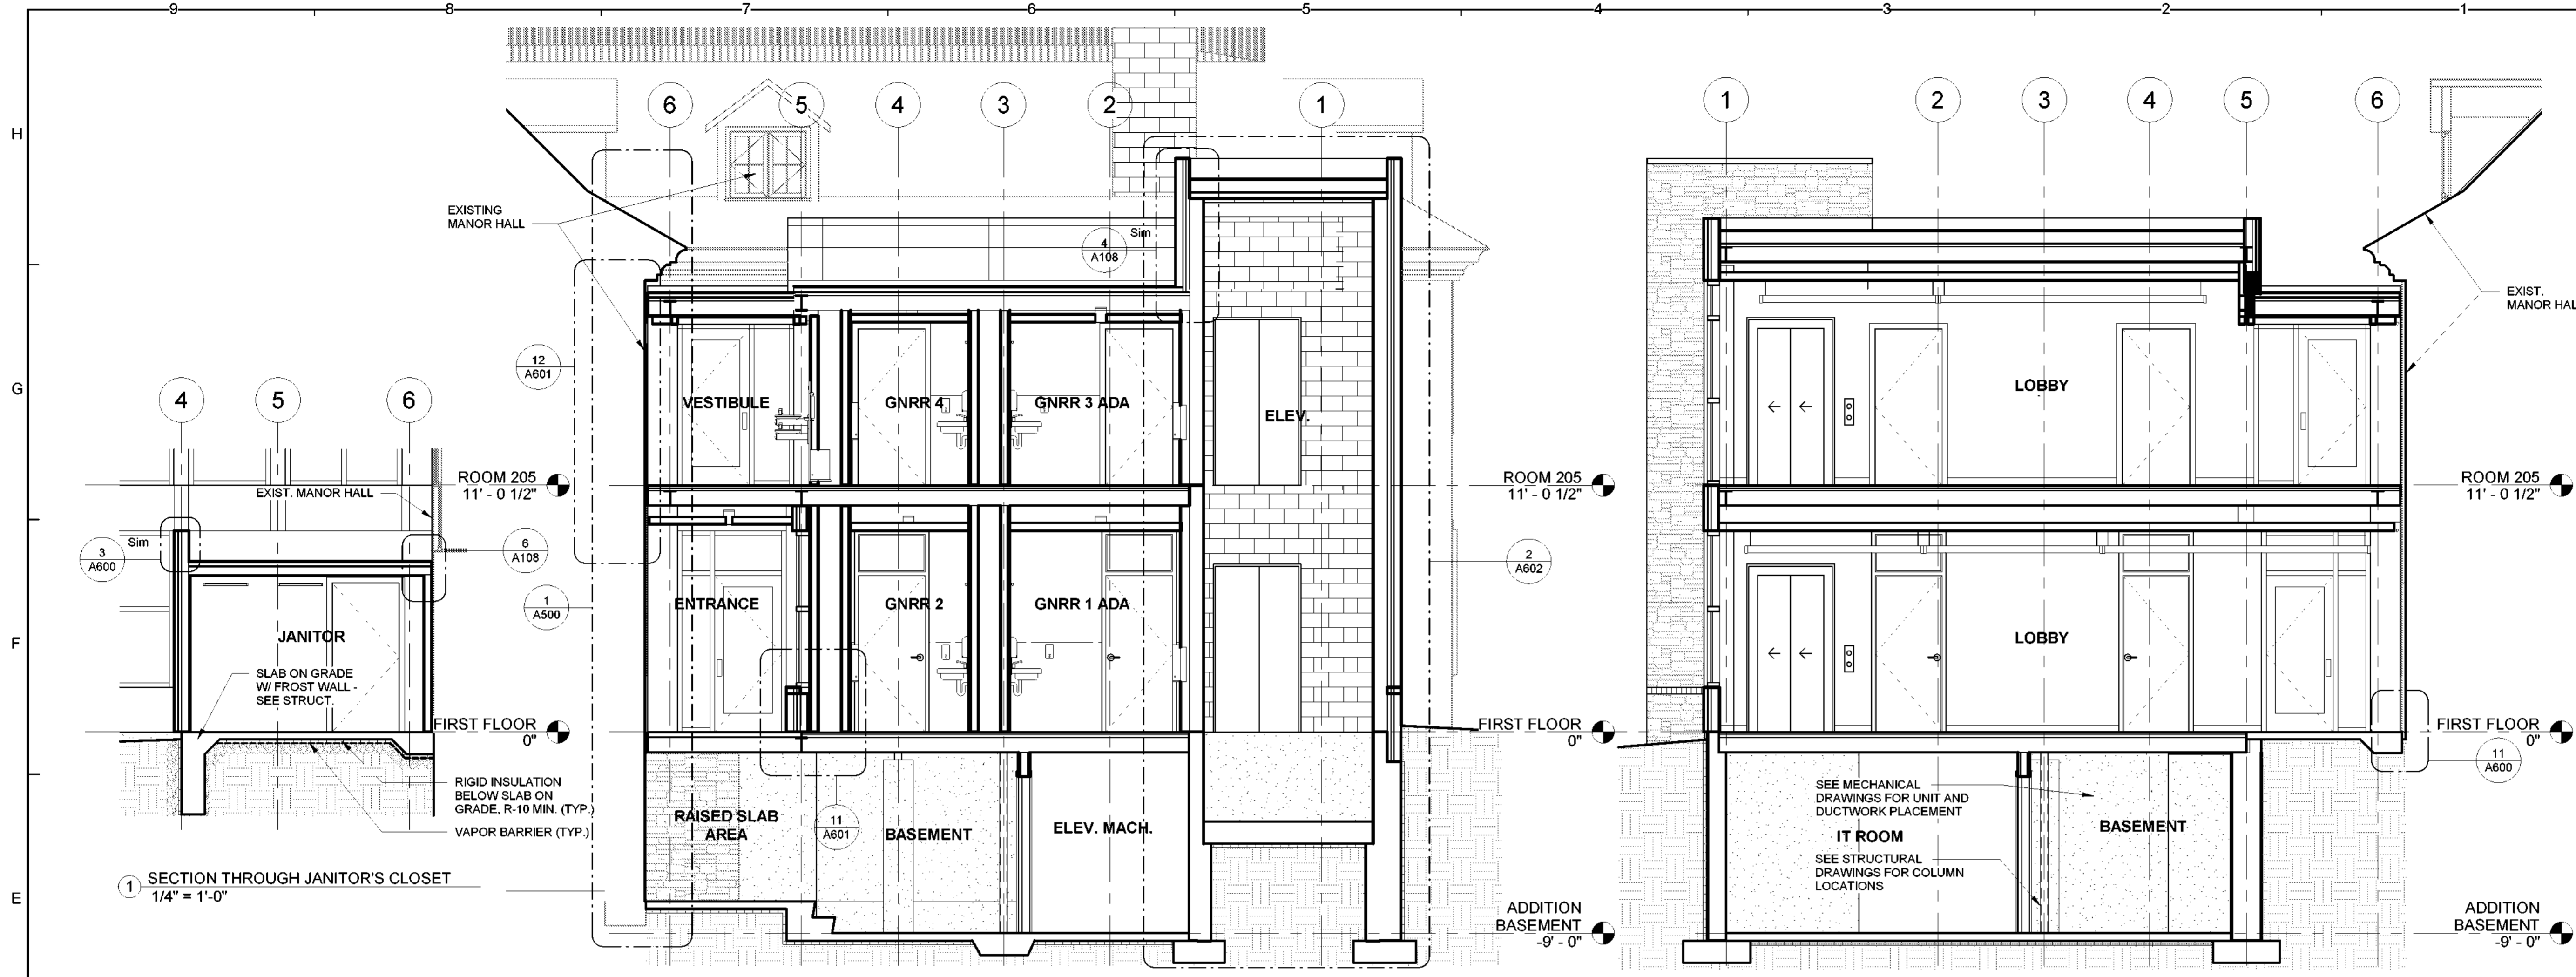 9 8 7 6 5 4 3 2 1
H
G
F
E
4 5 6
EXIST. MANOR HALL
Sim
3
A600
6
A108
JANITOR
SLAB ON GRADE
W/ FROST WALL -
SEE STRUCT.
ROOM 205
11' - 0 1/2"
FIRST FLOOR
0"
RIGID INSULATION
BELOW SLAB ON
GRADE, R-10 MIN. (TYP.)
VAPOR BARRIER (TYP.)
1 SECTION THROUGH JANITOR'S CLOSET
1/4" = 1'-0"
6 5 4 3 2 1
EXISTING
MANOR HALL
Sim
4
A108
12
A601
1
A500
VESTIBULE
GNRR 4
GNRR 3 ADA
ELEV.
ENTRANCE
GNRR 2
GNRR 1 ADA
2
A602
RAISED SLAB
AREA
11
A601
BASEMENT
ELEV. MACH.
ROOM 205
11' - 0 1/2"
FIRST FLOOR
0"
ADDITION
BASEMENT
-9' - 0"
1 2 3 4 5 6
EXIST.
MANOR HAL
LOBBY
LOBBY
SEE MECHANICAL
DRAWINGS FOR UNIT AND
DUCTWORK PLACEMENT
IT ROOM
BASEMENT
SEE STRUCTURAL
DRAWINGS FOR COLUMN
LOCATIONS
ROOM 205
11' - 0 1/2"
FIRST FLOOR
0"
11
A600
ADDITION
BASEMENT
-9' - 0"